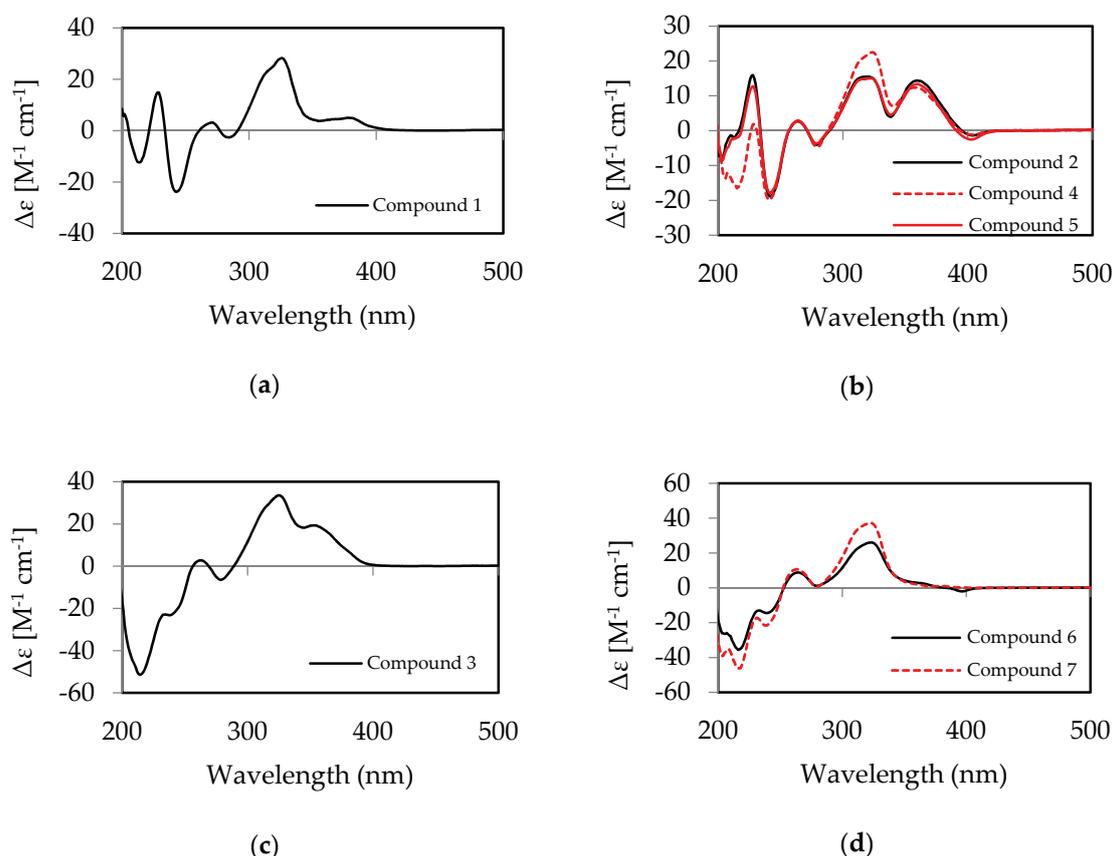 40
20
0
-20
-40
Δε [M⁻¹ cm⁻¹]
Compound 1
200 300 400 500
Wavelength (nm)
(a)
30
20
10
0
-10
-20
-30
Δε [M⁻¹ cm⁻¹]
Compound 2
Compound 4
Compound 5
200 300 400 500
Wavelength (nm)
(b)
40
20
0
-20
-40
-60
Δε [M⁻¹ cm⁻¹]
Compound 3
200 300 400 500
Wavelength (nm)
(c)
60
40
20
0
-20
-40
-60
Δε [M⁻¹ cm⁻¹]
Compound 6
Compound 7
200 300 400 500
Wavelength (nm)
(d)